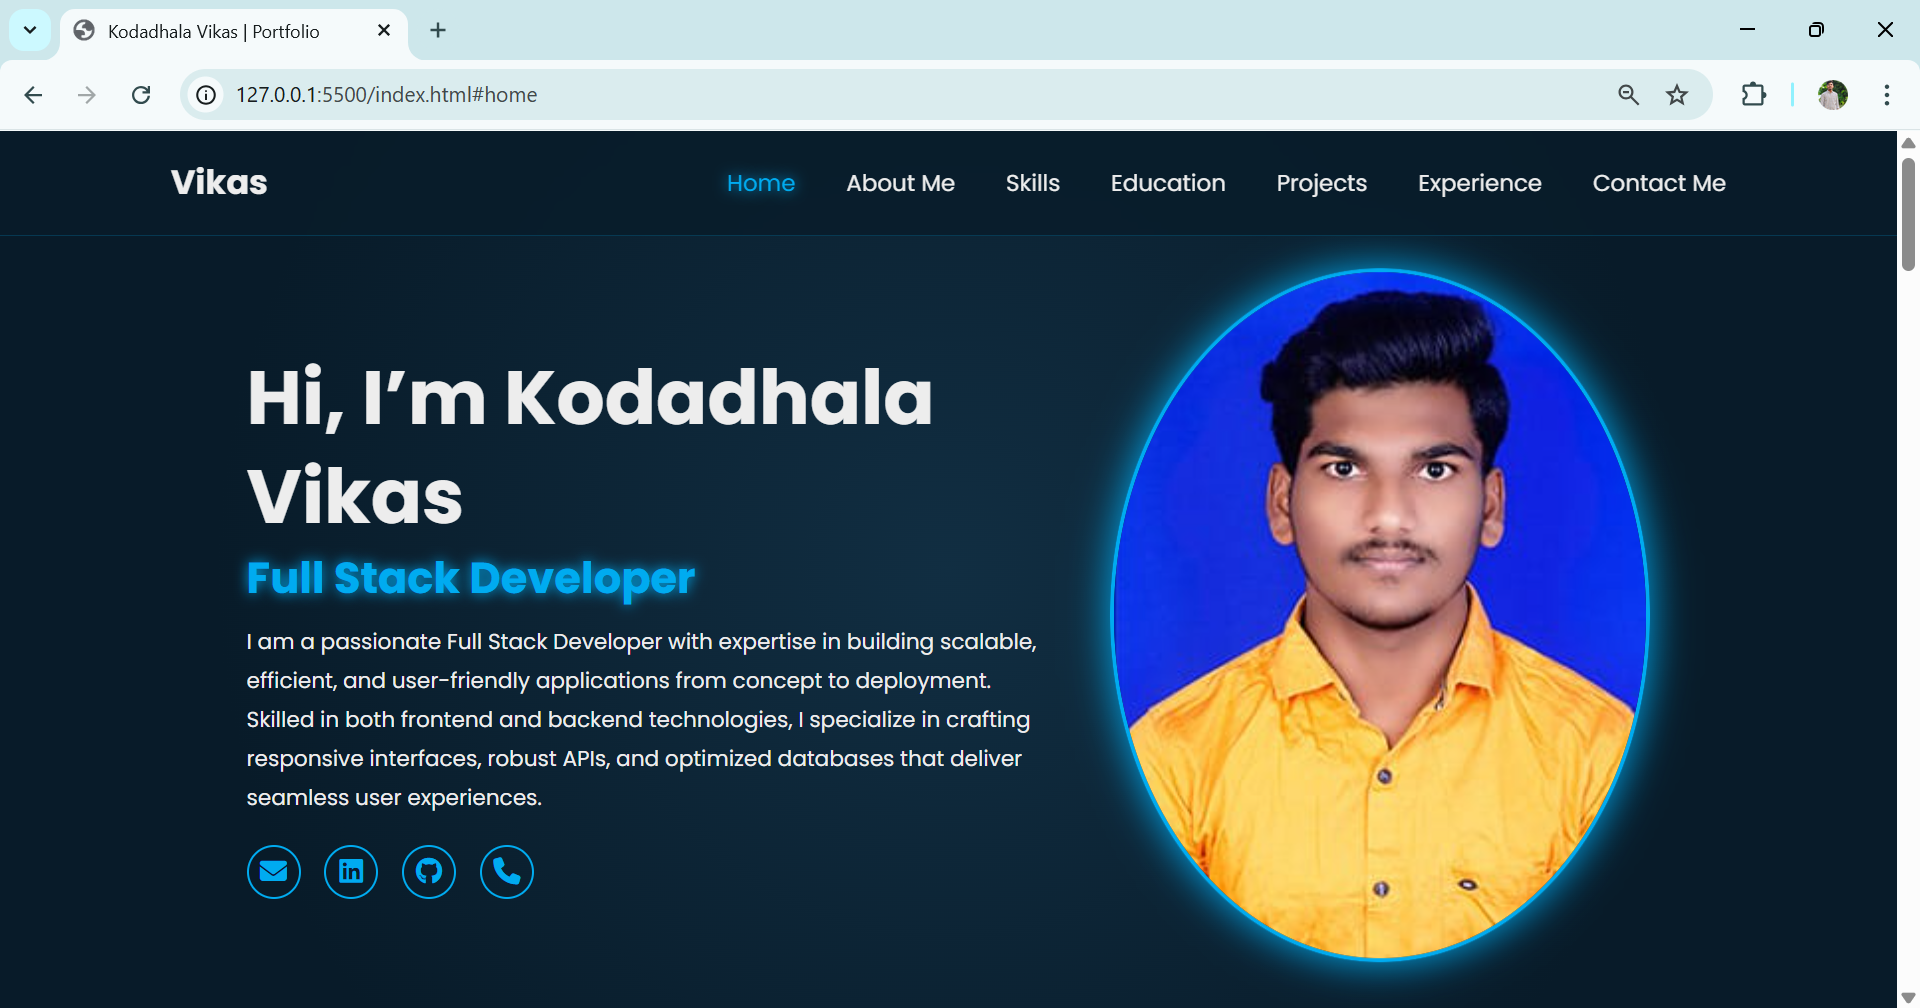 Kodadhala Vikas | Portfolio
127.0.0.1:5500/index.html#home
Vikas
Home About Me Skills Education Projects Experience Contact Me
Hi, I’m Kodadhala
Vikas
Full Stack Developer
I am a passionate Full Stack Developer with expertise in building scalable,
efficient, and user-friendly applications from concept to deployment.
Skilled in both frontend and backend technologies, I specialize in crafting
responsive interfaces, robust APIs, and optimized databases that deliver
seamless user experiences.